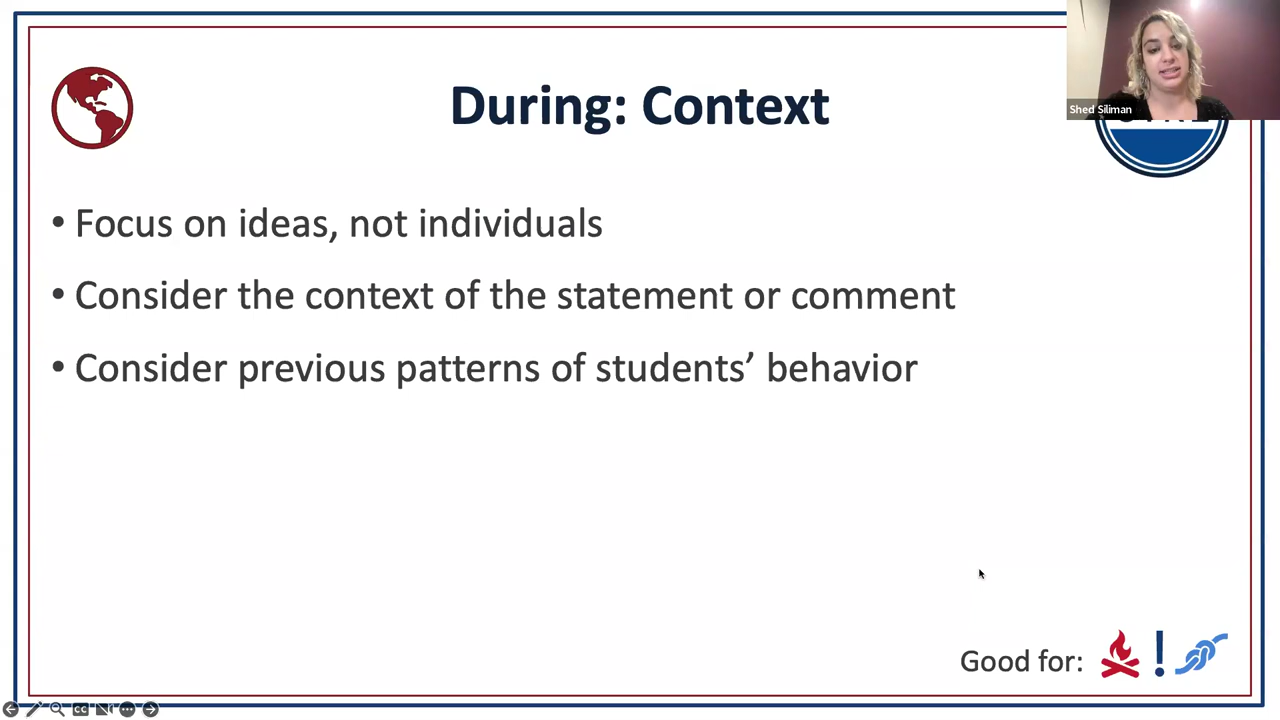 During: Context
Shed Siliman
• Focus on ideas, not individuals
• Consider the context of the statement or comment
• Consider previous patterns of students’ behavior
Good for:
CC